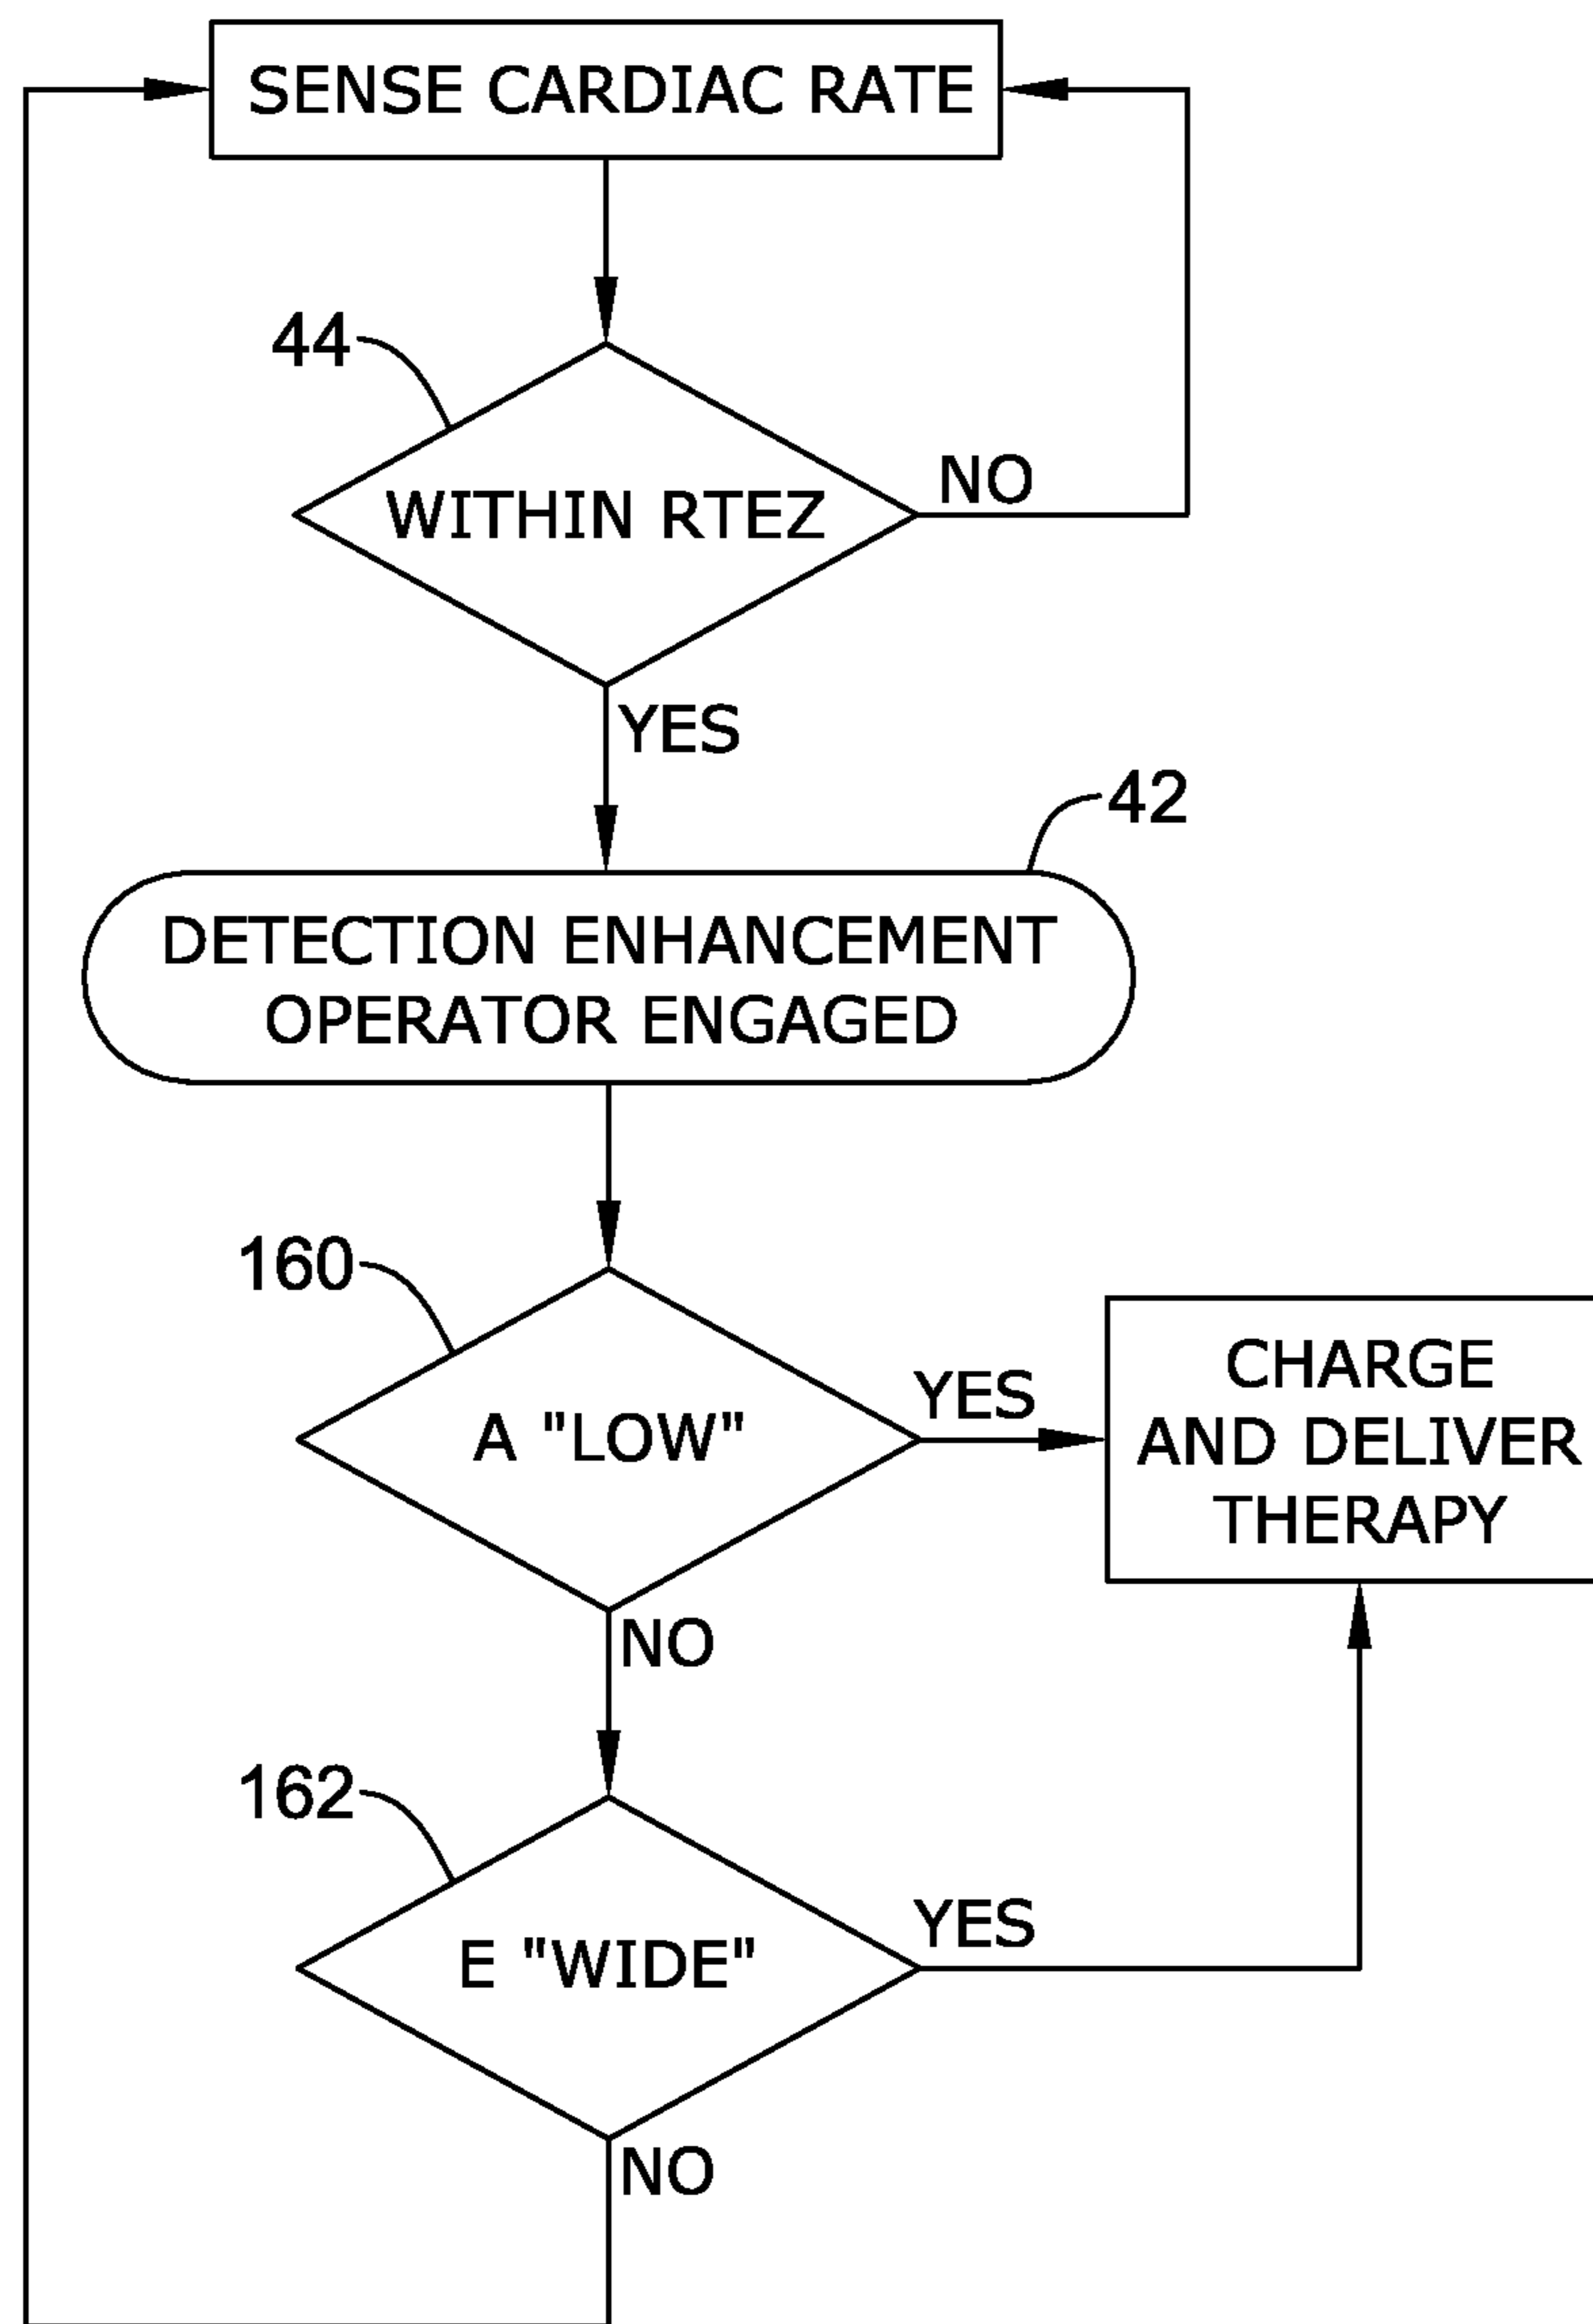 SENSE CARDIAC RATE
44
WITHIN RTEZ
NO
YES
42
DETECTION ENHANCEMENT
OPERATOR ENGAGED
160
A "LOW"
YES
CHARGE
AND DELIVER
THERAPY
NO
162
E "WIDE"
YES
NO